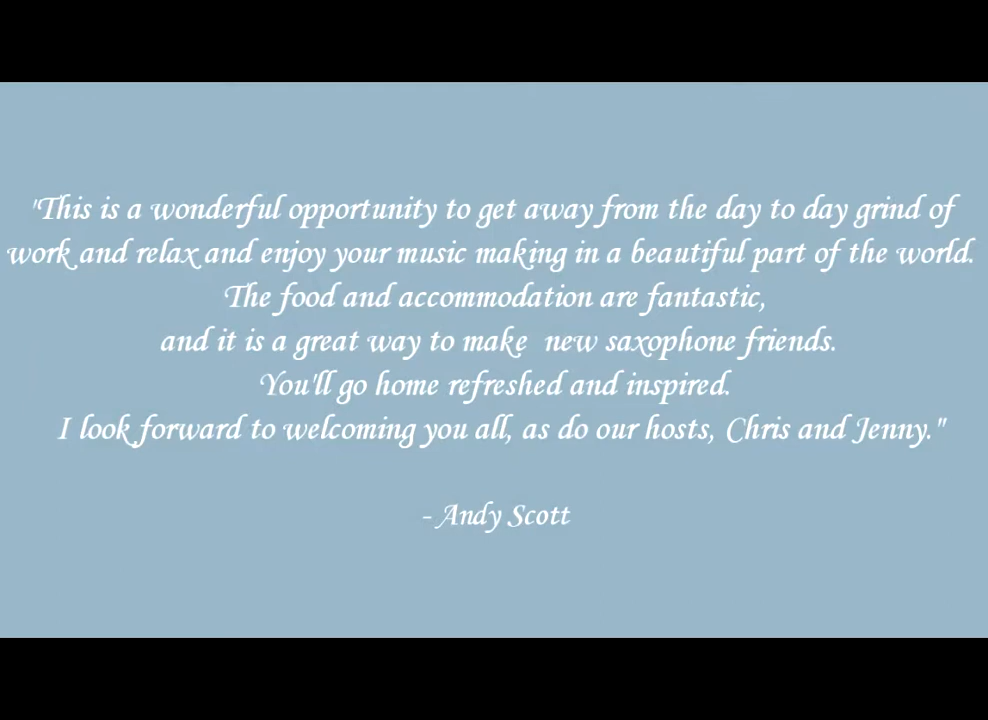 "This is a wonderful opportunity to get away from the day to day grind of
work and relax and enjoy your music making in a beautiful part of the world.
The food and accommodation are fantastic,
and it is a great way to make  new saxophone friends.
You'll go home refreshed and inspired.
I look forward to welcoming you all, as do our hosts, Chris and Jenny."
- Andy Scott